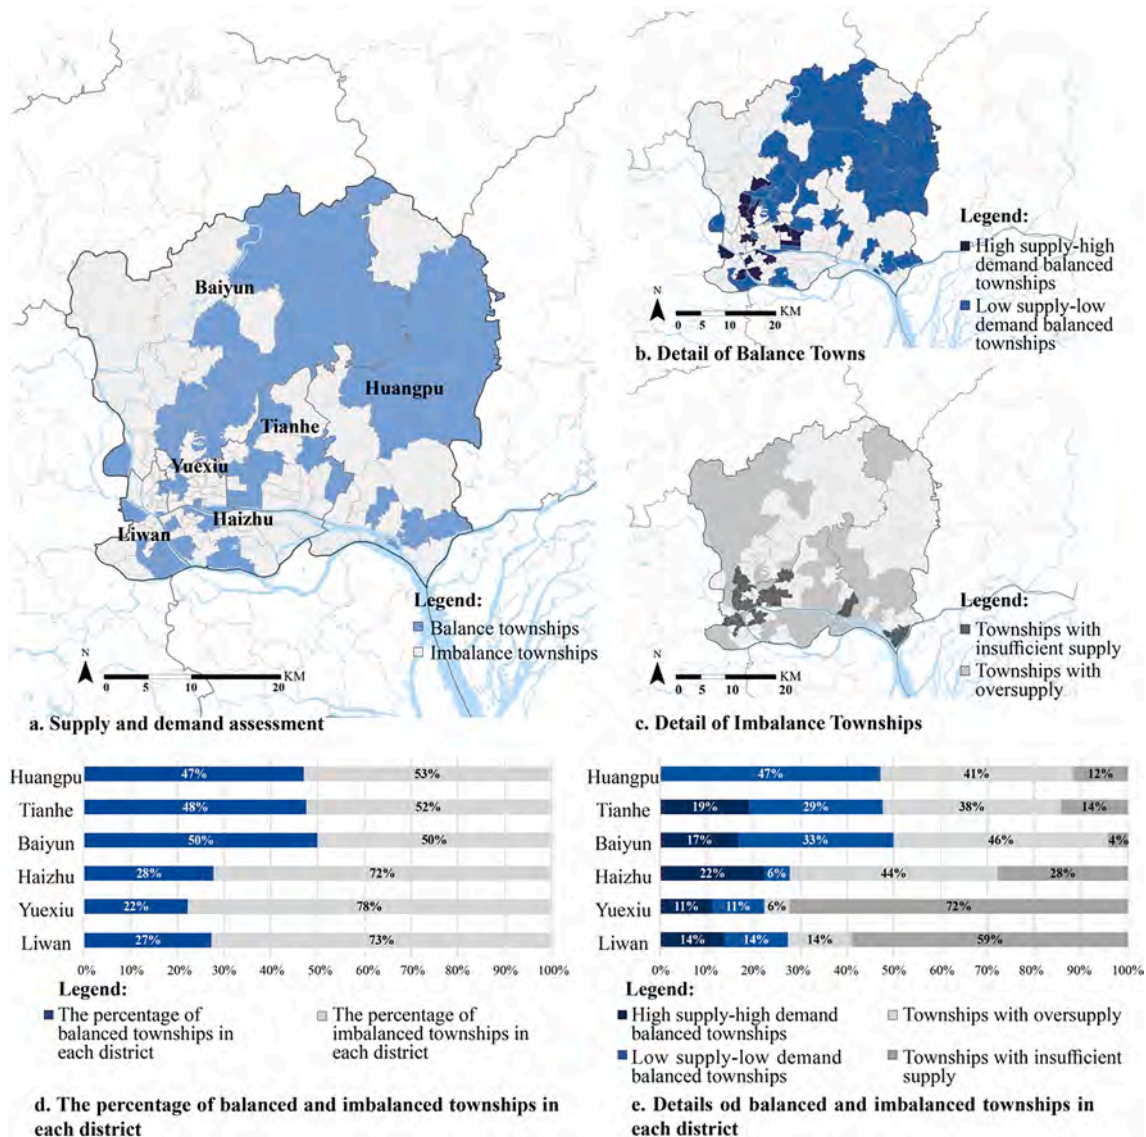 Baiyun
Huangpu
Tianhe
Yuexiu
Haizhu
Liwan
Legend:
Balance townships
Imbalance townships
N
KM
0 5 10 20
a. Supply and demand assessment
Legend:
High supply-high
demand balanced
townships
Low supply-low
demand balanced
townships
N
KM
0 5 10 20
b. Detail of Balance Towns
Legend:
Townships with
insufficient supply
Townships with
oversupply
N
KM
0 5 10 20
c. Detail of Imbalance Townships
Huangpu 47% 53%
Tianhe 48% 52%
Baiyun 50% 50%
Haizhu 28% 72%
Yuexiu 22% 78%
Liwan 27% 73%
0% 10% 20% 30% 40% 50% 60% 70% 80% 90% 100%
Legend:
The percentage of
balanced townships in
each district
The percentage of
imbalanced townships in
each district
d. The percentage of balanced and imbalanced townships in
each district
Huangpu 47% 41% 12%
Tianhe 19% 29% 38% 14%
Baiyun 17% 33% 46% 4%
Haizhu 22% 6% 44% 28%
Yuexiu 11% 11% 6% 72%
Liwan 14% 14% 14% 59%
0% 10% 20% 30% 40% 50% 60% 70% 80% 90% 100%
Legend:
High supply-high demand
balanced townships
Townships with oversupply
Low supply-low demand
balanced townships
Townships with insufficient
supply
e. Details od balanced and imbalanced townships in
each district